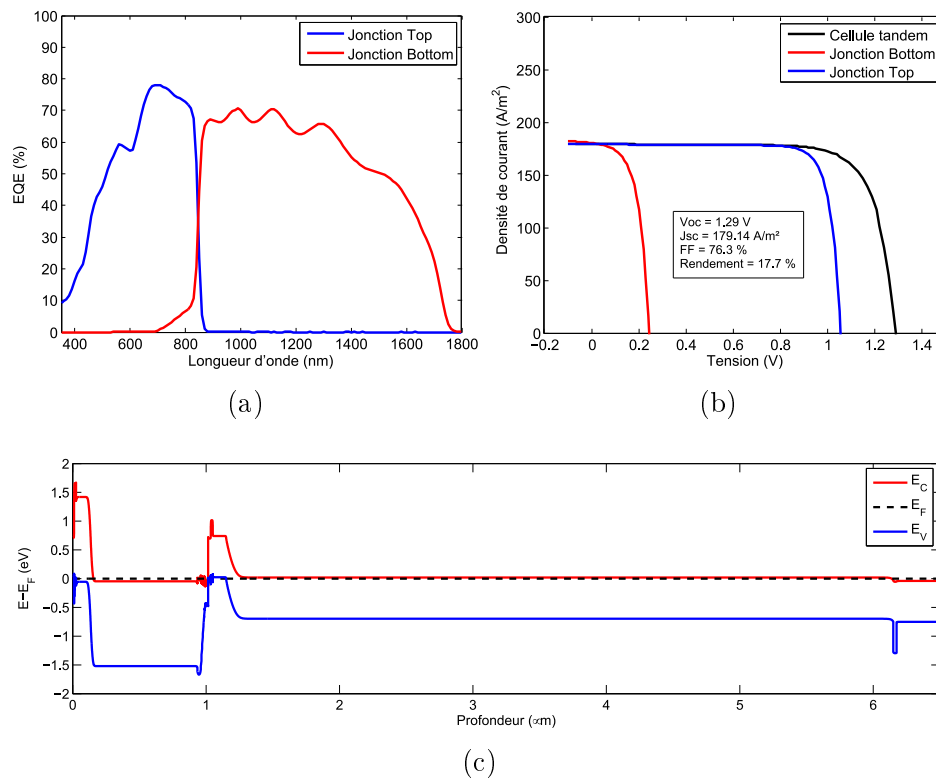 100
90
80
70
60
50
40
30
20
10
0
EQE (%)
400 600 800 1000 1200 1400 1600 1800
Longueur d'onde (nm)
Jonction Top
Jonction Bottom
(a)
300
250
200
150
100
50
0
Densité de courant (A/m²)
−0.2 0 0.2 0.4 0.6 0.8 1 1.2 1.4
Tension (V)
Cellule tandem
Jonction Bottom
Jonction Top
Voc = 1.29 V
Jsc = 179.14 A/m²
FF = 76.3 %
Rendement = 17.7 %
(b)
2
1.5
1
0.5
0
−0.5
−1
−1.5
−2
E−E_F (eV)
0 1 2 3 4 5 6
Profondeur (∝m)
E_C
E_F
E_V
(c)